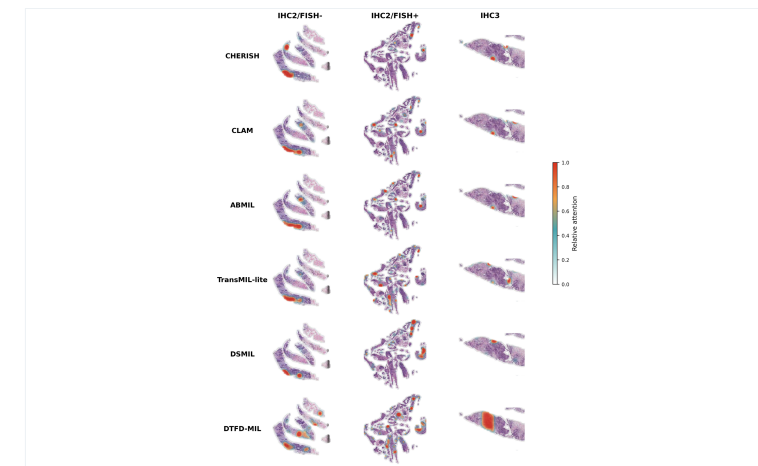 IHC2/FISH- IHC2/FISH+ IHC3
CHERISH
CLAM
ABMIL
TransMIL-lite
DSMIL
DTFD-MIL
1.0
0.8
0.6
0.4
0.2
0.0
Relative attention